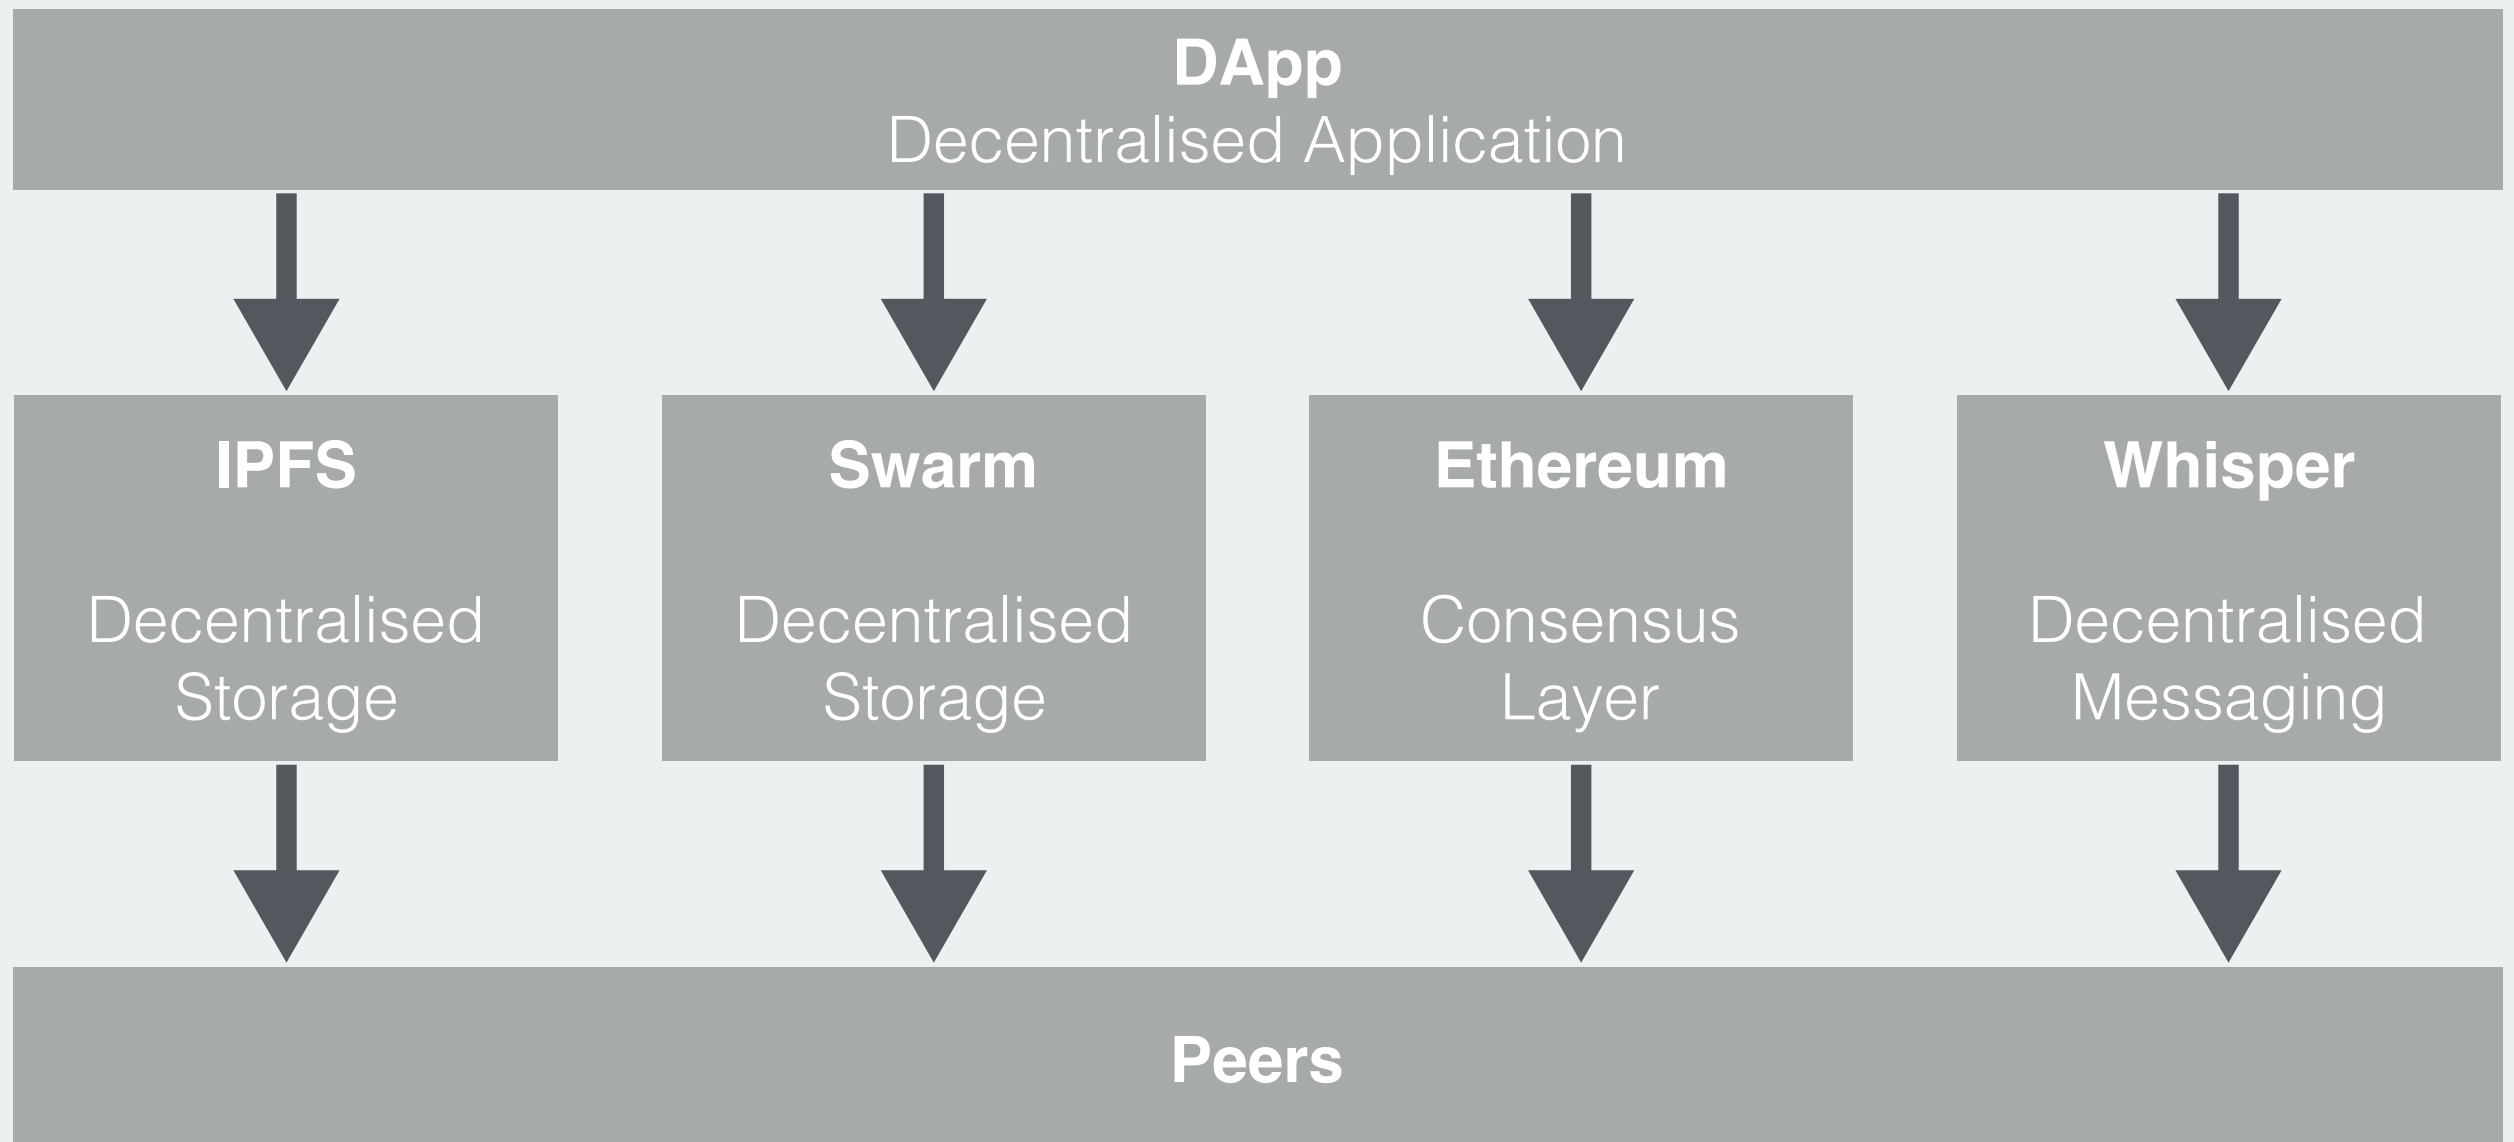 DApp
Decentralised Application
IPFS
Decentralised
Storage
Swarm
Decentralised
Storage
Ethereum
Consensus
Layer
Whisper
Decentralised
Messaging
Peers